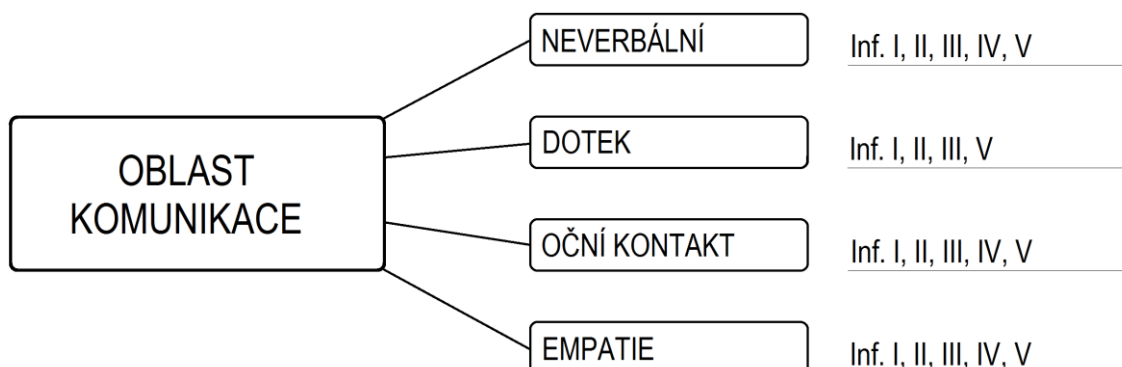 OBLAST
KOMUNIKACE
NEVERBÁLNÍ
Inf. I, II, III, IV, V
DOTEK
Inf. I, II, III, V
OČNÍ KONTAKT
Inf. I, II, III, IV, V
EMPATIE
Inf. I, II, III, IV, V